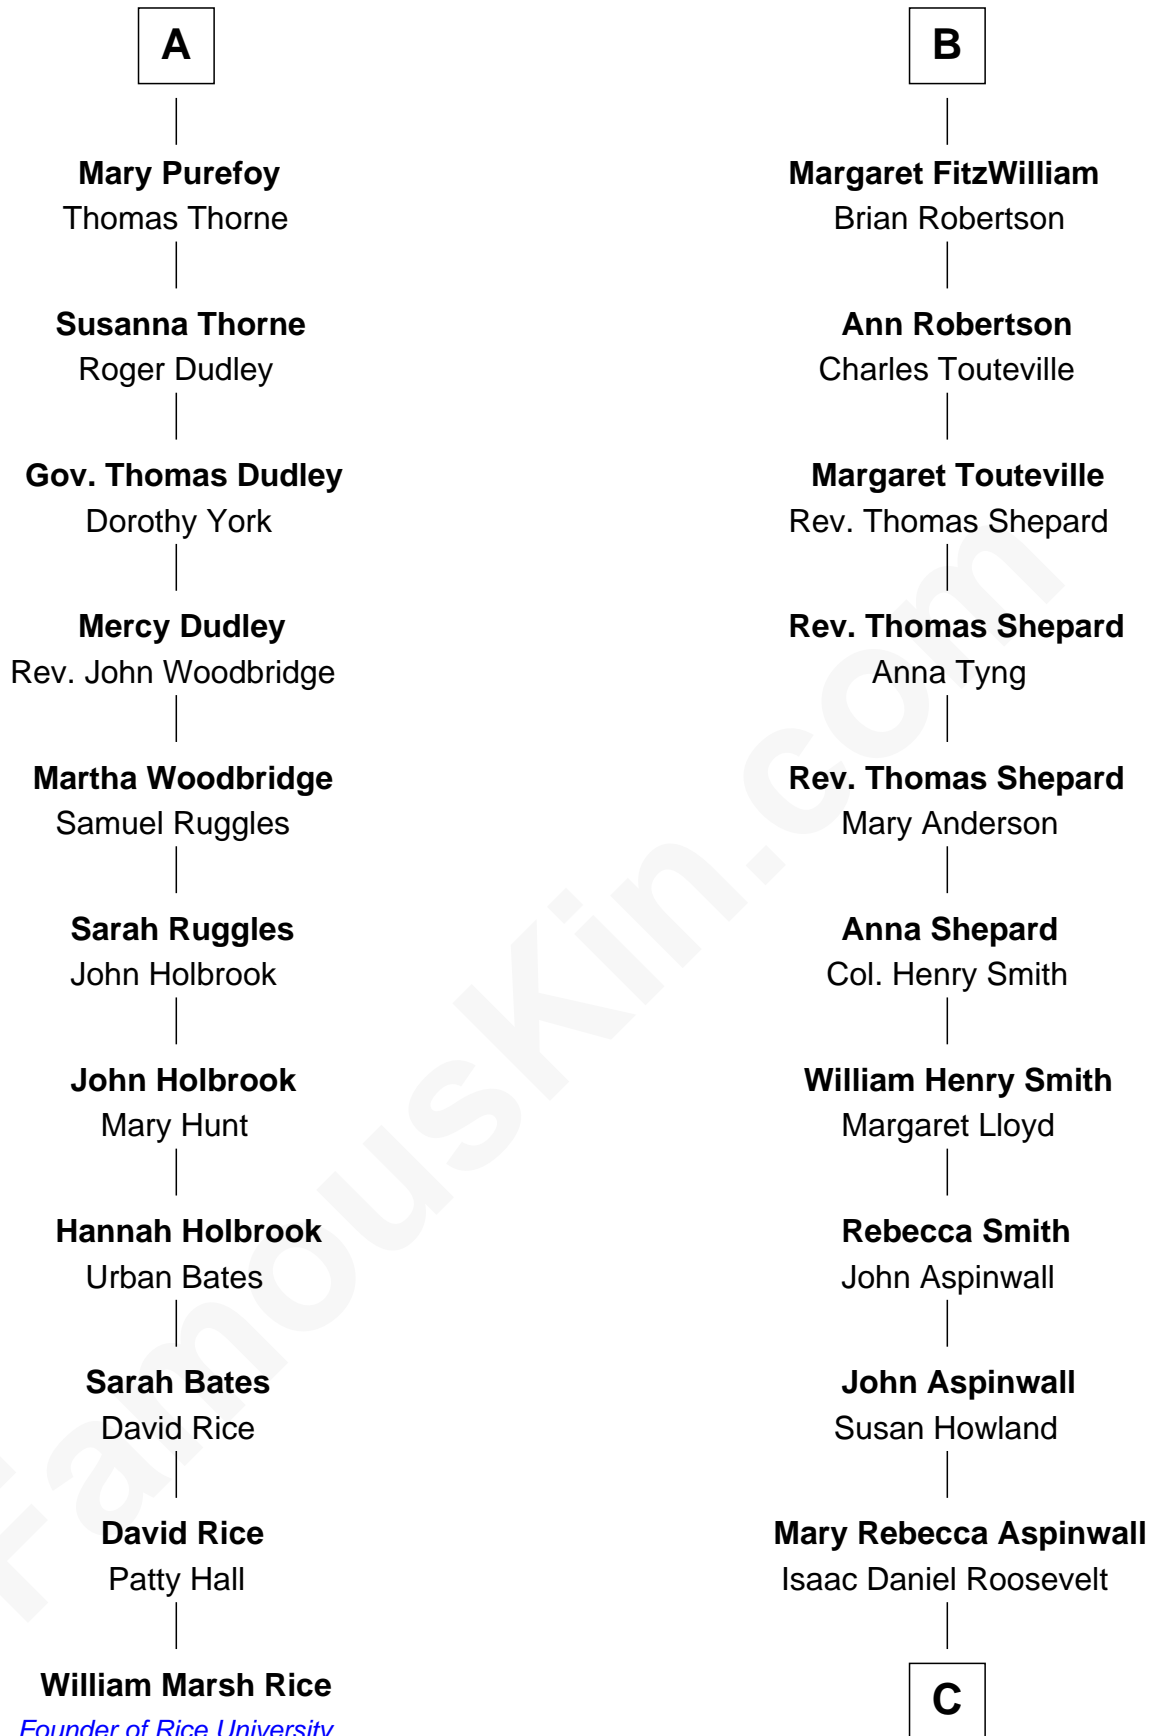 A
Mary Purefoy
Thomas Thorne
Susanna Thorne
Roger Dudley
Gov. Thomas Dudley
Dorothy York
Mercy Dudley
Rev. John Woodbridge
Martha Woodbridge
Samuel Ruggles
Sarah Ruggles
John Holbrook
John Holbrook
Mary Hunt
Hannah Holbrook
Urban Bates
Sarah Bates
David Rice
David Rice
Patty Hall
William Marsh Rice
Founder of Rice University
B
Margaret FitzWilliam
Brian Robertson
Ann Robertson
Charles Touteville
Margaret Touteville
Rev. Thomas Shepard
Rev. Thomas Shepard
Anna Tyng
Rev. Thomas Shepard
Mary Anderson
Anna Shepard
Col. Henry Smith
William Henry Smith
Margaret Lloyd
Rebecca Smith
John Aspinwall
John Aspinwall
Susan Howland
Mary Rebecca Aspinwall
Isaac Daniel Roosevelt
C
FamousKin.com